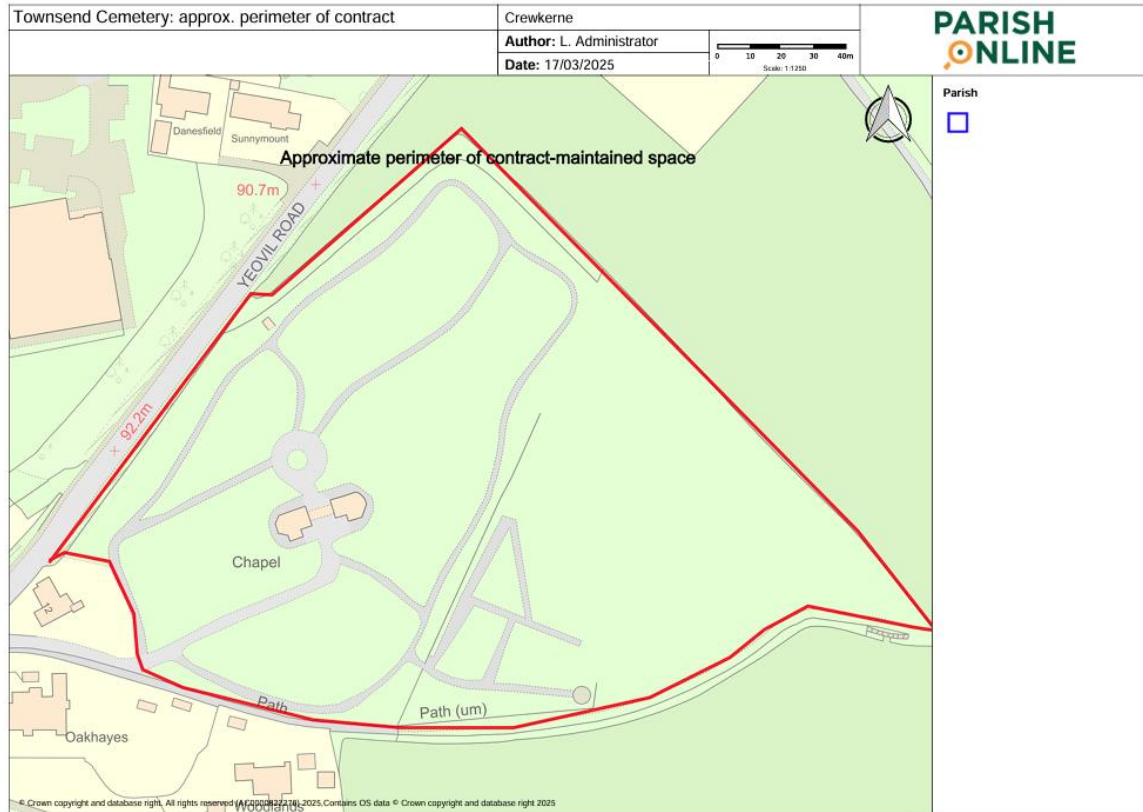 Townsend Cemetery: approx. perimeter of contract
Crewkerne
Author: L. Administrator
Date: 17/03/2025
0 10 20 30 40m
Scale: 1:1250
PARISH
ONLINE
Parish
Danesfield
Sunnymount
Approximate perimeter of contract-maintained space
90.7m
YEOVIL ROAD
92.2m
Chapel
12
Path
Path (um)
Oakhayes
Woodlands
© Crown copyright and database right. All rights reserved 2025 Contains OS data © Crown copyright and database right 2025